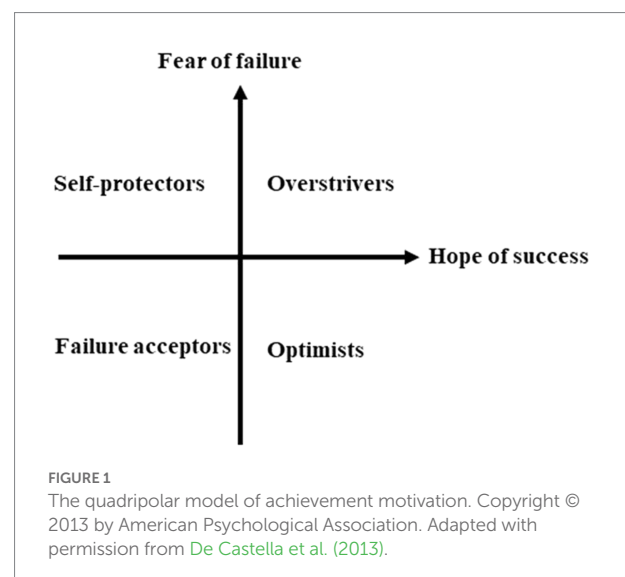 Fear of failure
Self-protectors
Overstrivers
Hope of success
Failure acceptors
Optimists
FIGURE 1
The quadripolar model of achievement motivation. Copyright ©
2013 by American Psychological Association. Adapted with
permission from De Castella et al. (2013).